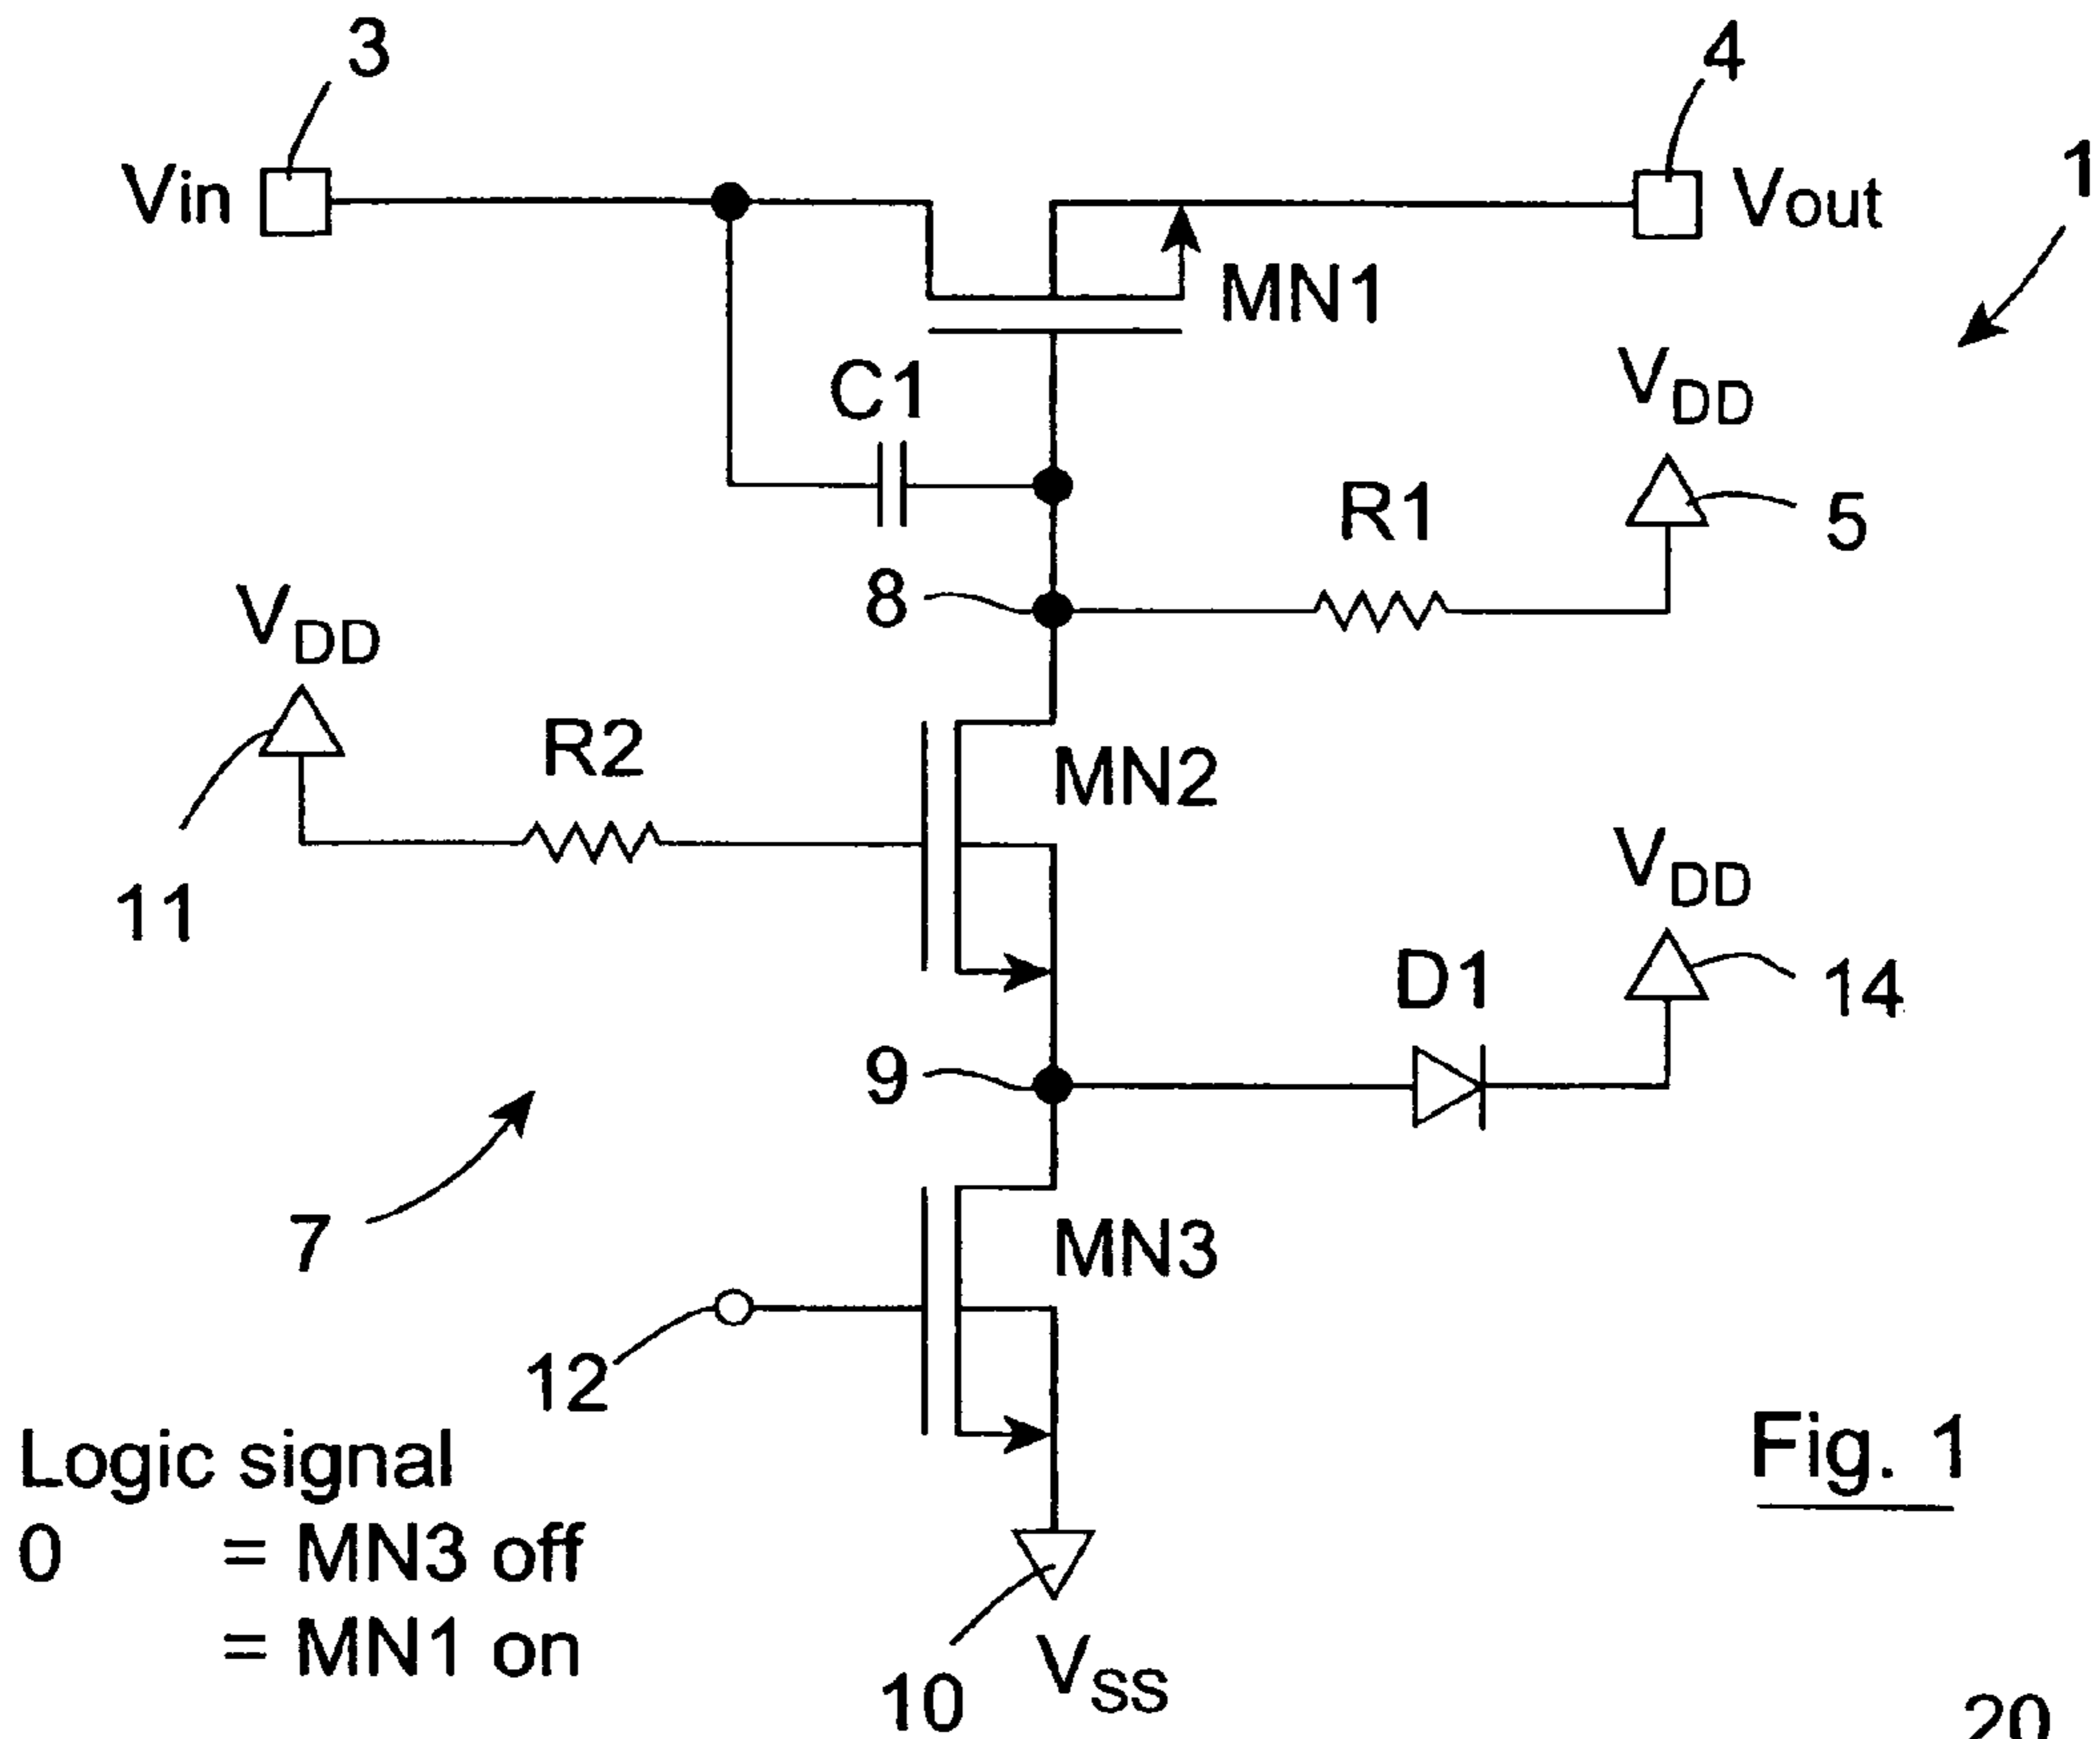 3
4
1
Vin
Vout
MN1
C1
VDD
R1
5
8
VDD
R2
MN2
11
VDD
D1
14
9
7
MN3
12
Logic signal
0 = MN3 off
= MN1 on
Fig. 1
10
VSS
20